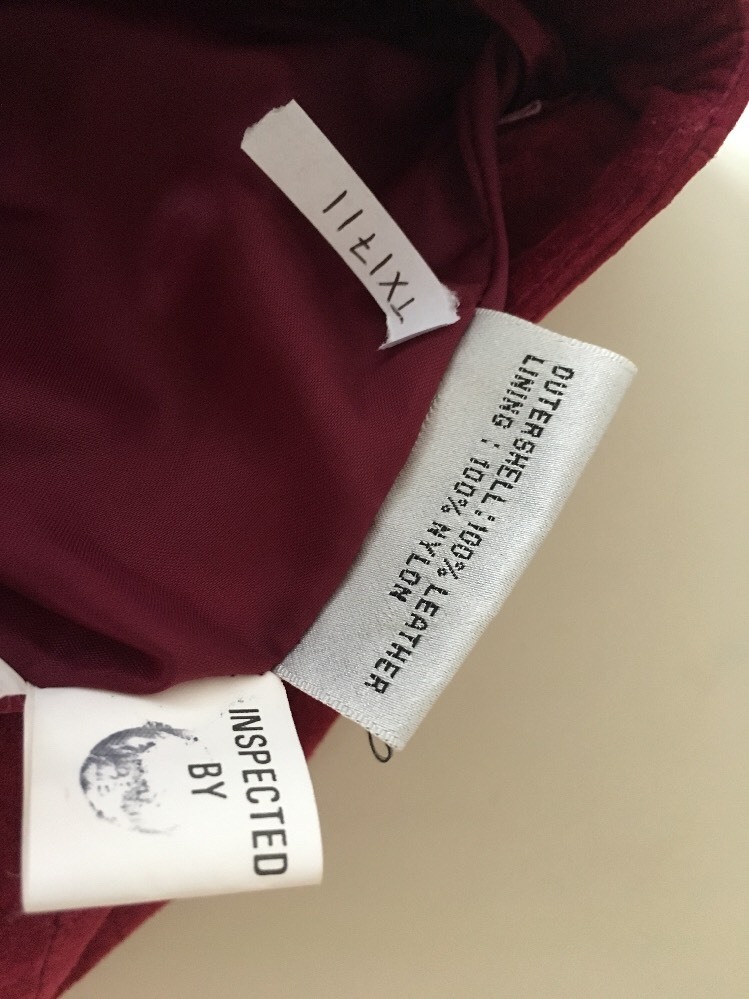 TX1711
OUTERSHELL:100% LEATHER
LINING : 100% NYLON
INSPECTED
BY